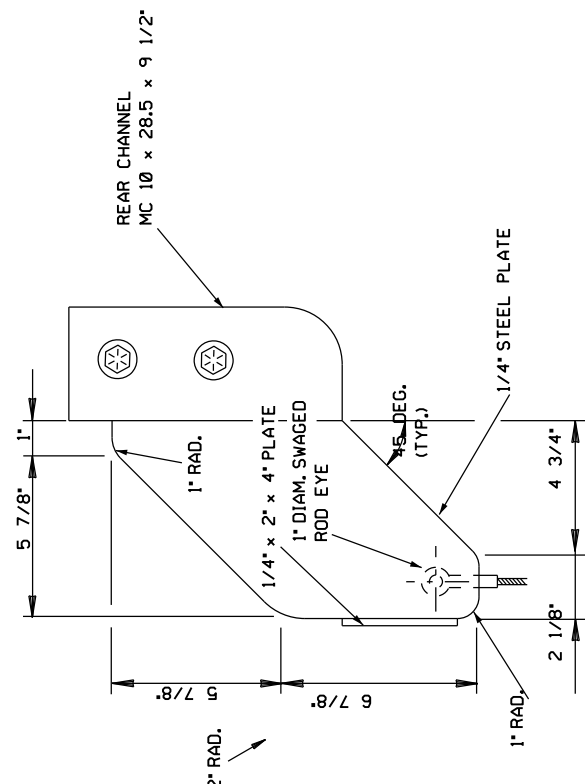 REAR CHANNEL
MC 10 × 28.5 × 9 1/2"
1"
5 7/8"
1" RAD.
1/4" STEEL PLATE
45 DEG.
(TYP.)
1/4" × 2" × 4" PLATE
1" DIAM. SWAGED
ROD EYE
4 3/4"
2 1/8"
5 7/8"
6 7/8"
1" RAD.
2" RAD.